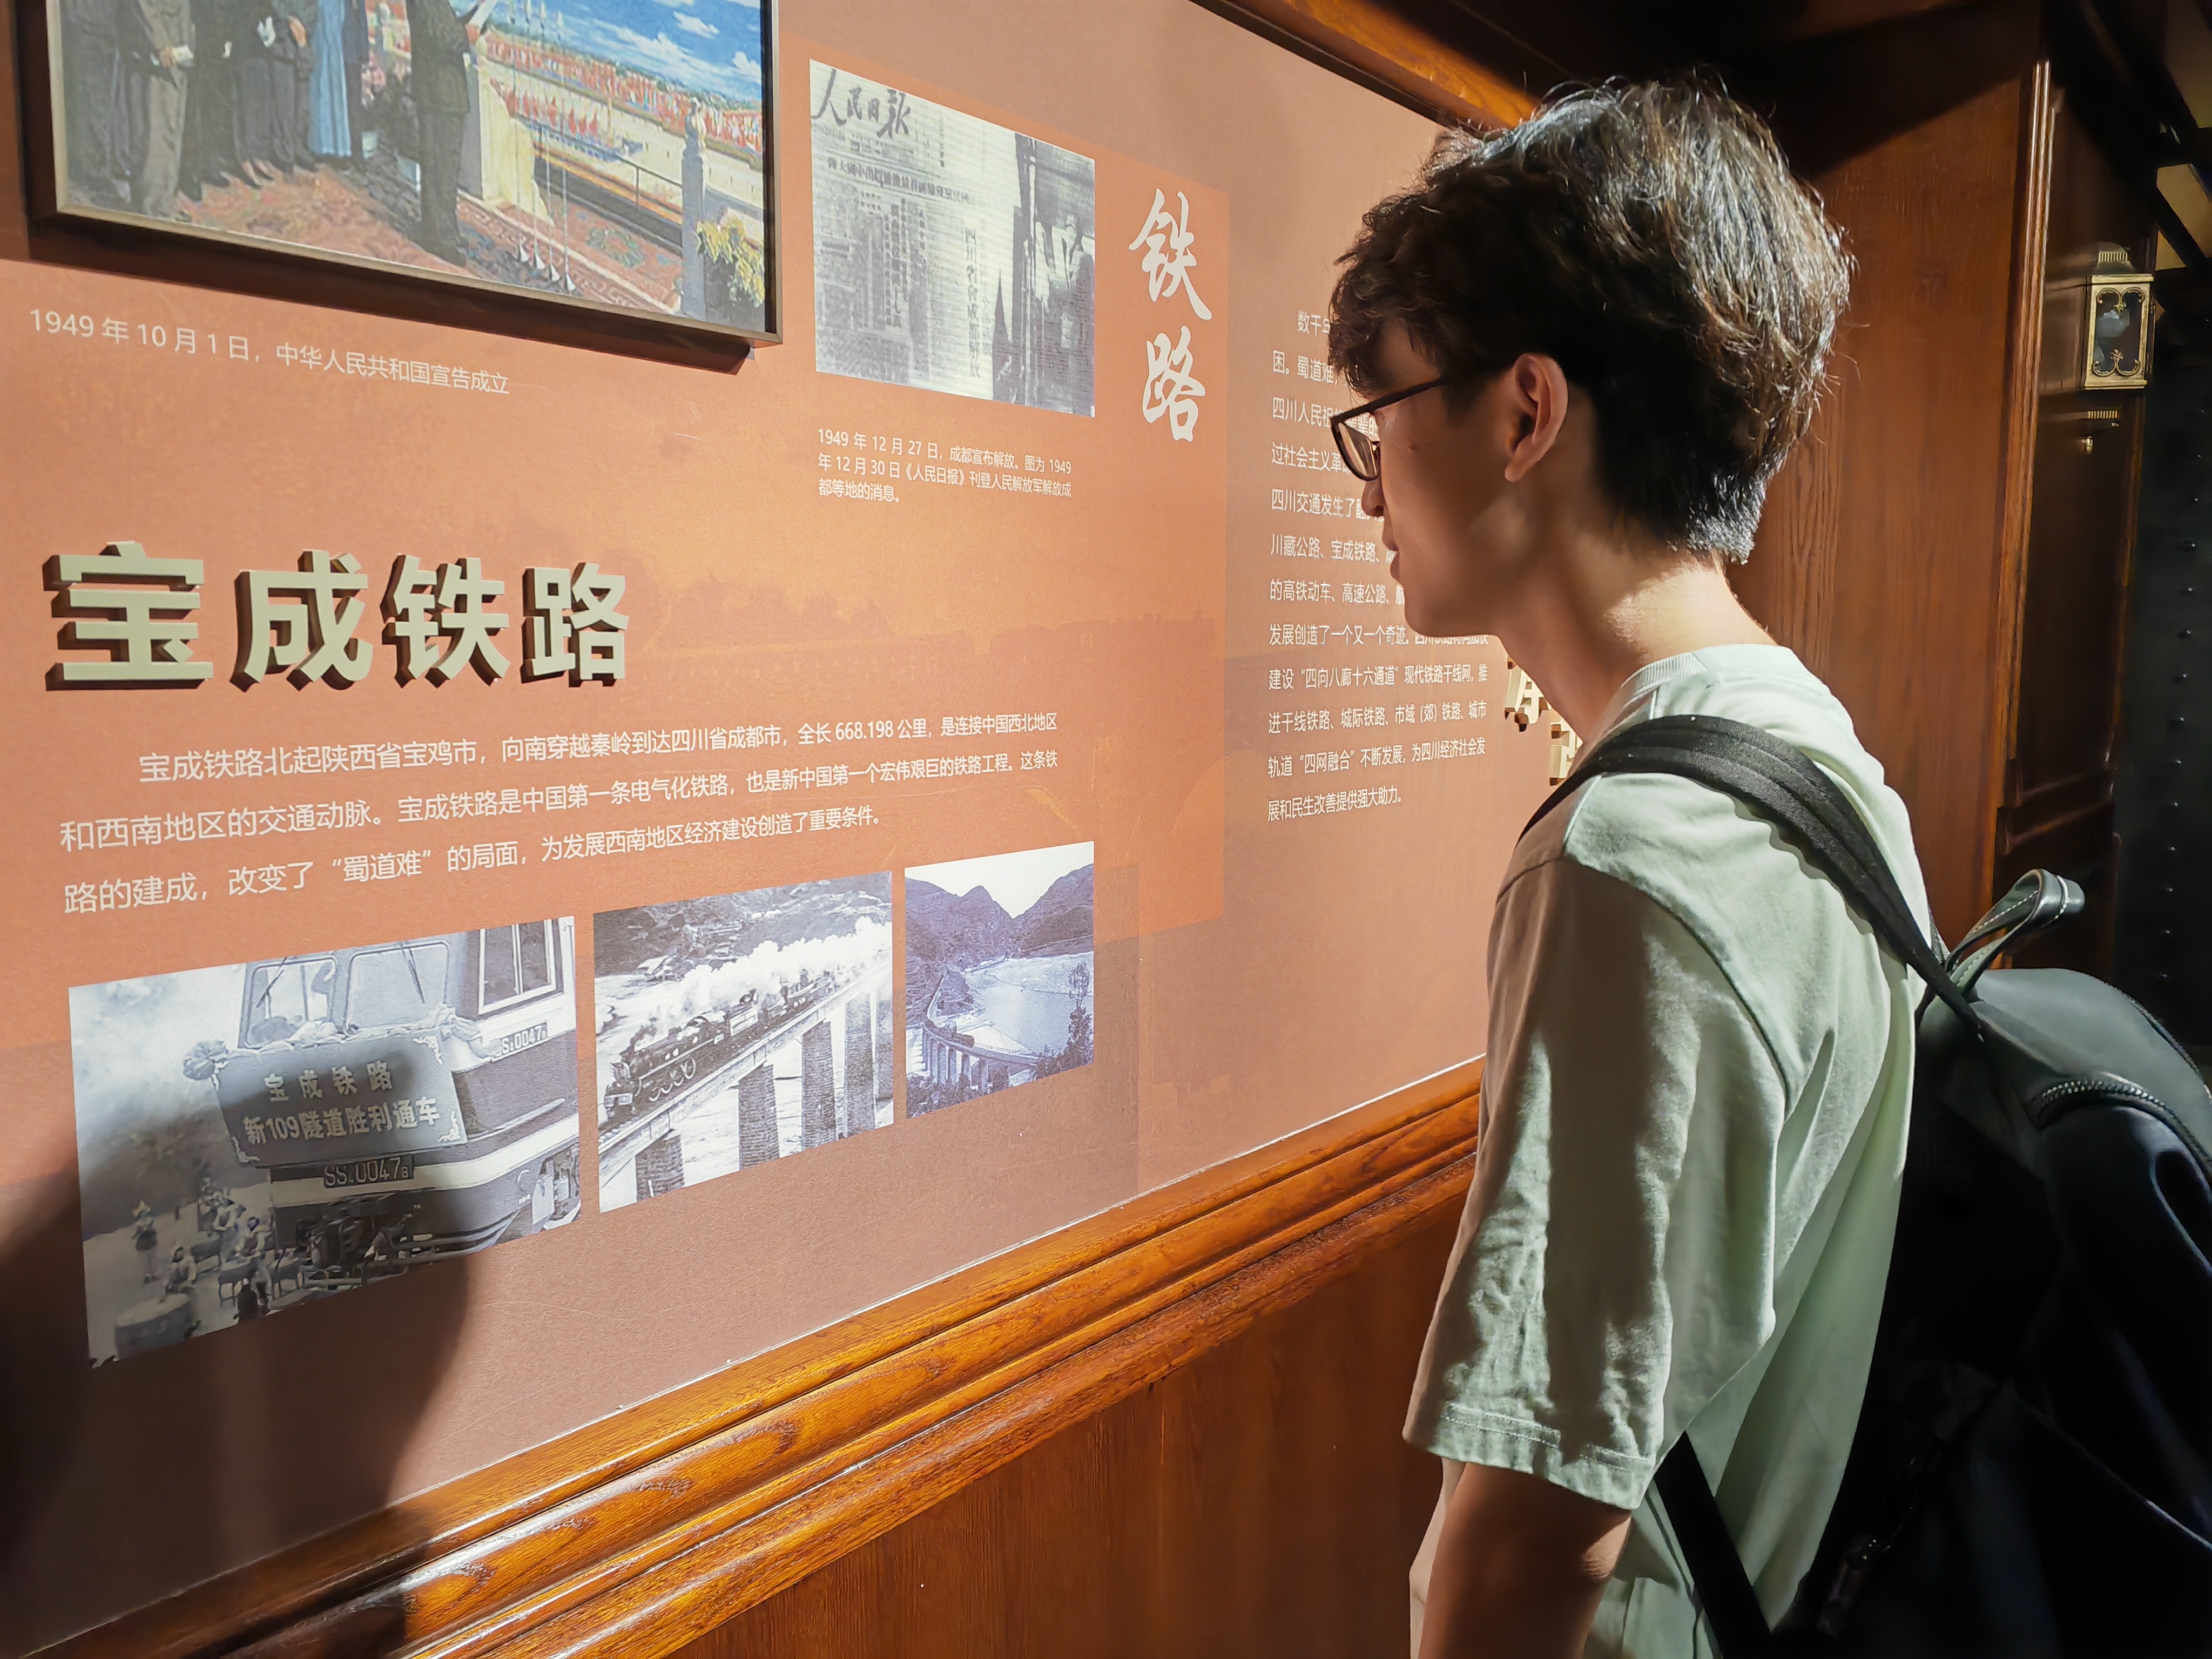 1949 年 10 月 1 日，中华人民共和国宣告成立
人民日报
四川省会成都解放
1949 年 12 月 27 日，成都宣布解放。图为 1949
年 12 月 30 日《人民日报》刊登人民解放军解放成
都等地的消息。
铁路
宝成铁路
宝成铁路北起陕西省宝鸡市，向南穿越秦岭到达四川省成都市，全长 668.198 公里，是连接中国西北地区
和西南地区的交通动脉。宝成铁路是中国第一条电气化铁路，也是新中国第一个宏伟艰巨的铁路工程。这条铁
路的建成，改变了“蜀道难”的局面，为发展西南地区经济建设创造了重要条件。
宝成铁路
新109隧道胜利通车
数千年
困。蜀道难
四川人民祖
过社会主义革
四川交通发生了
川藏公路、宝成铁路、
的高铁动车、高速公路、
发展创造了一个又一个奇迹。四川铁路将
建设“四向八廊十六通道”现代铁路干线网，推
进干线铁路、城际铁路、市域（郊）铁路、城市
轨道“四网融合”不断发展，为四川经济社会发
展和民生改善提供强大助力。